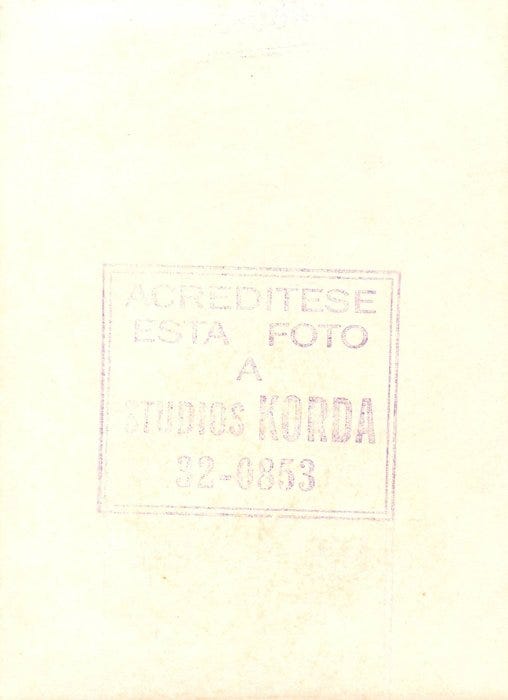 ACREDITESE
ESTA FOTO
A
STUDIOS KORDA
32-0853